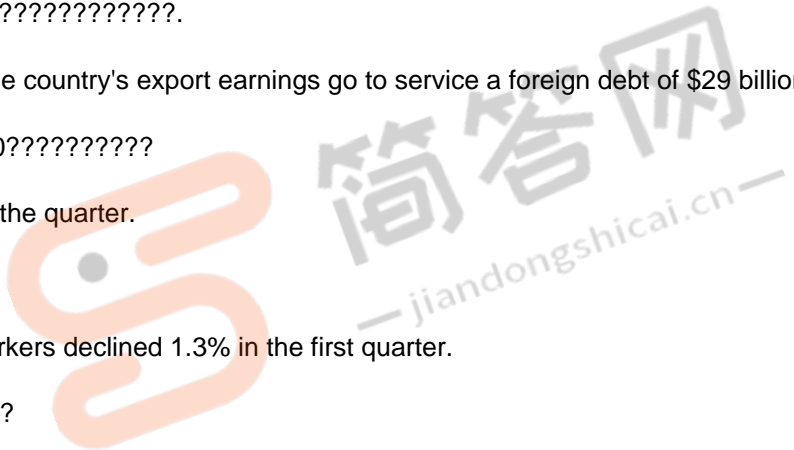 ????????????.
e country's export earnings go to service a foreign debt of $29 billion
0??????????
the quarter.
rkers declined 1.3% in the first quarter.
?
简答网
jiandongshicai.cn